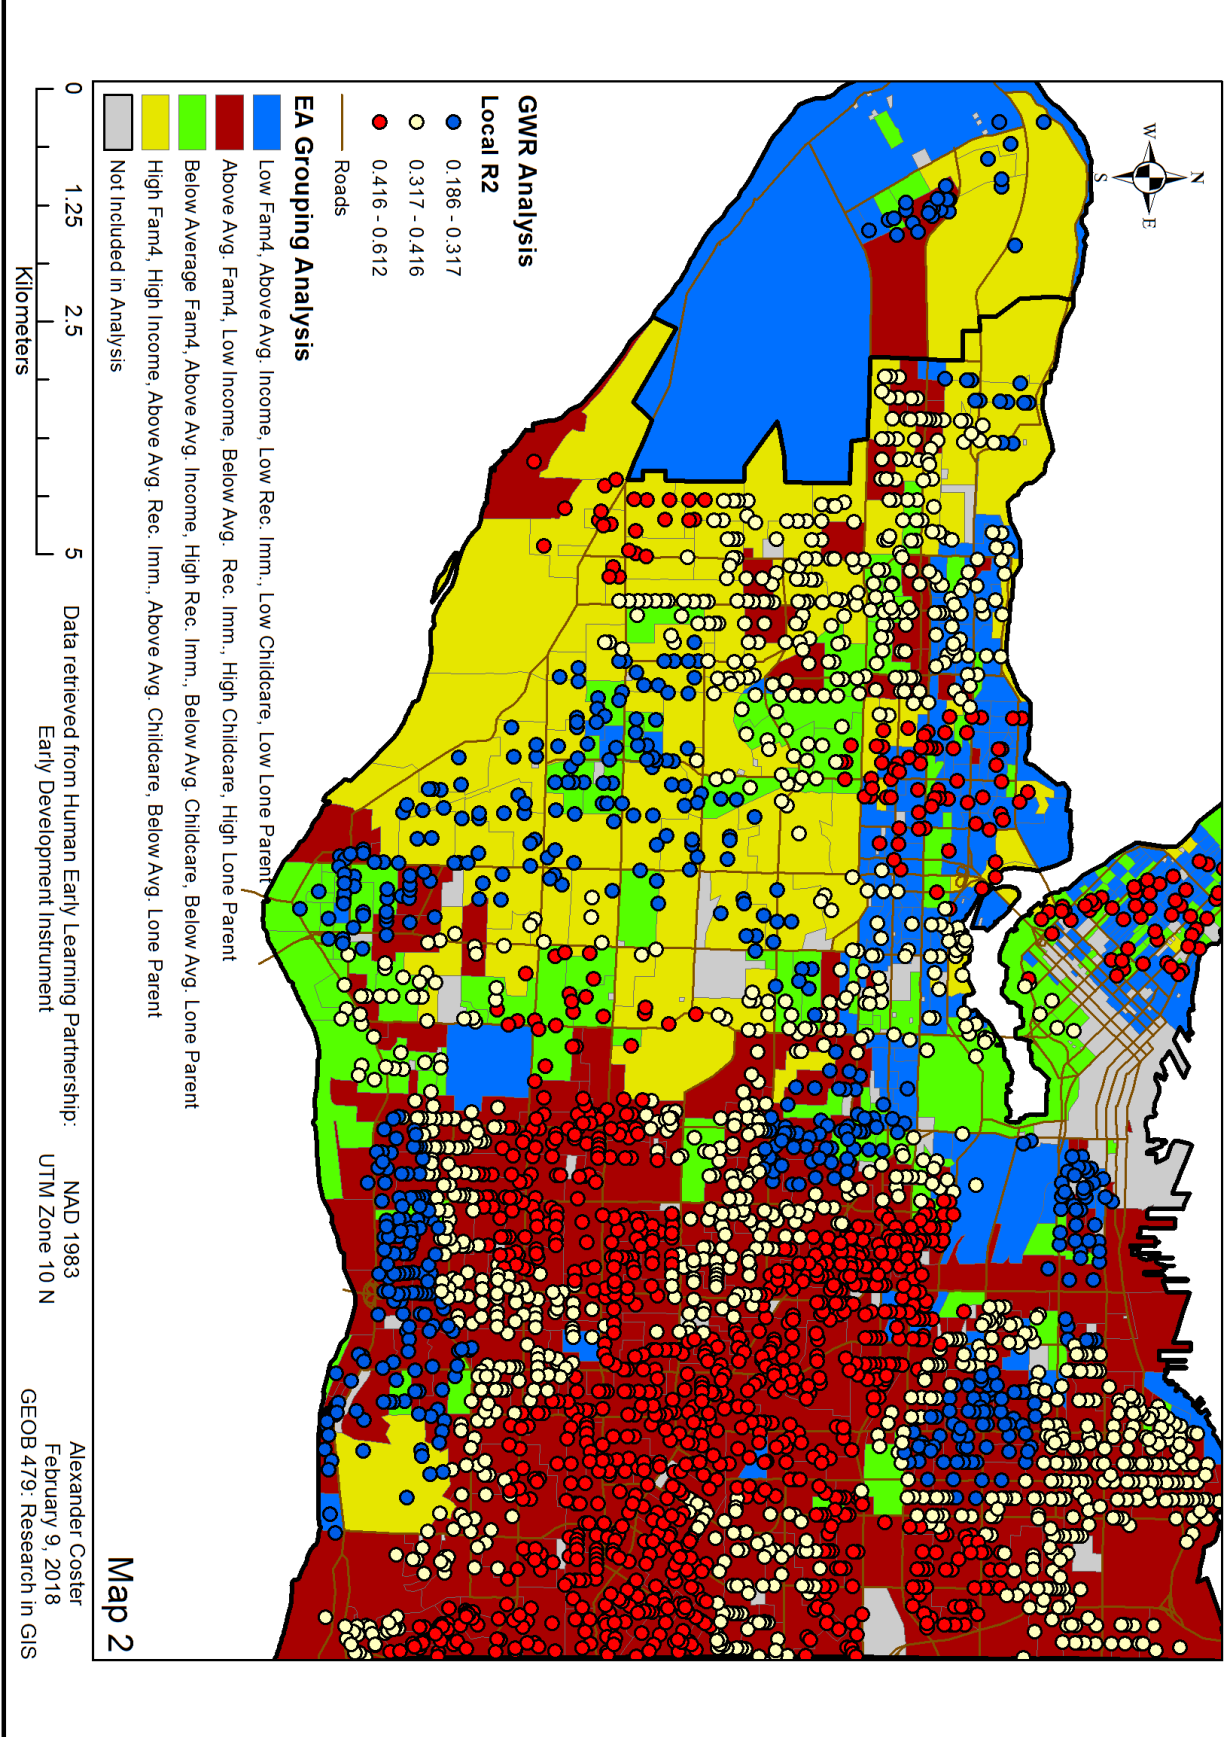 N
W
E
S
GWR Analysis
Local R2
0.186 - 0.317
0.317 - 0.416
0.416 - 0.612
Roads
EA Grouping Analysis
Low Fam4, Above Avg. Income, Low Rec. Imm., Low Childcare, Low Lone Parent
Above Avg. Fam4, Low Income, Below Avg. Rec. Imm., High Childcare, High Lone Parent
Below Average Fam4, Above Avg. Income, High Rec. Imm., Below Avg. Childcare, Below Avg. Lone Parent
High Fam4, High Income, Above Avg. Rec. Imm., Above Avg. Childcare, Below Avg. Lone Parent
Not Included in Analysis
Map 2
0 1.25 2.5 5
Kilometers
Data retrieved from Human Early Learning Partnership:
Early Development Instrument
NAD 1983
UTM Zone 10 N
Alexander Coster
February 9, 2018
GEOB 479: Research in GIS